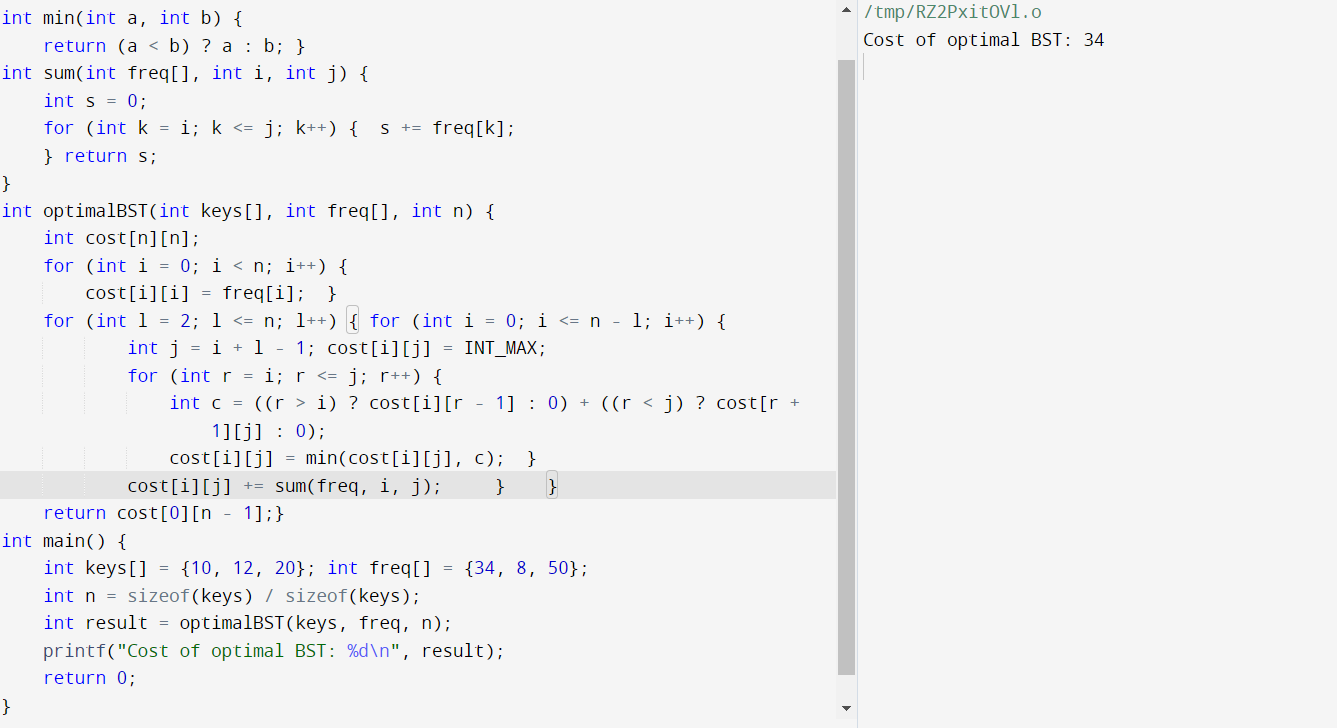 int min(int a, int b) {
    return (a < b) ? a : b; }
int sum(int freq[], int i, int j) {
    int s = 0;
    for (int k = i; k <= j; k++) {  s += freq[k];
    } return s;
}
int optimalBST(int keys[], int freq[], int n) {
    int cost[n][n];
    for (int i = 0; i < n; i++) {
        cost[i][i] = freq[i];  }
    for (int l = 2; l <= n; l++) { for (int i = 0; i <= n - l; i++) {
            int j = i + l - 1; cost[i][j] = INT_MAX;
            for (int r = i; r <= j; r++) {
                int c = ((r > i) ? cost[i][r - 1] : 0) + ((r < j) ? cost[r +
                    1][j] : 0);
                cost[i][j] = min(cost[i][j], c);  }
            cost[i][j] += sum(freq, i, j);     }    }
    return cost[0][n - 1];}
int main() {
    int keys[] = {10, 12, 20}; int freq[] = {34, 8, 50};
    int n = sizeof(keys) / sizeof(keys);
    int result = optimalBST(keys, freq, n);
    printf("Cost of optimal BST: %d\n", result);
    return 0;
}
/tmp/RZ2PxitOVl.o
Cost of optimal BST: 34